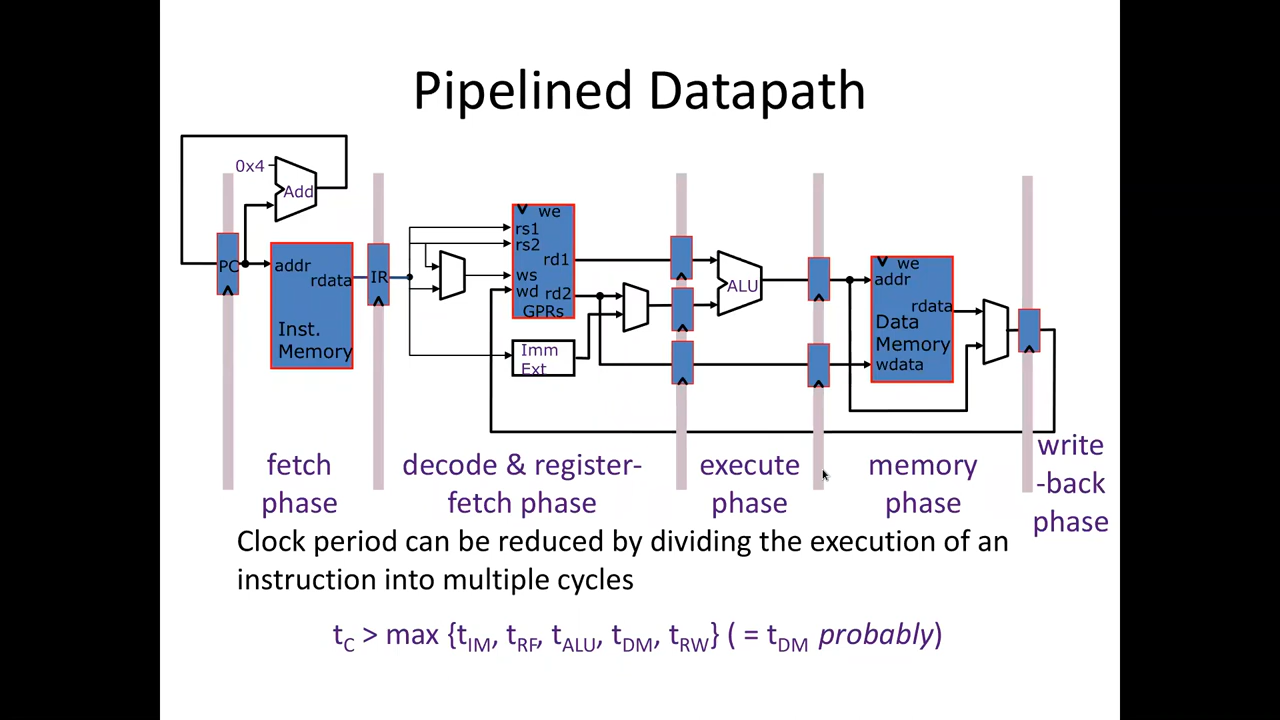 Pipelined Datapath
0x4
Add
PC
addr
rdata
Inst.
Memory
IR
we
rs1
rs2
rd1
ws
wd
rd2
GPRs
Imm
Ext
ALU
we
addr
rdata
Data
Memory
wdata
fetch
phase
decode & register-
fetch phase
execute
phase
memory
phase
write
-back
phase
Clock period can be reduced by dividing the execution of an
instruction into multiple cycles
tC > max {tIM, tRF, tALU, tDM, tRW} ( = tDM probably)